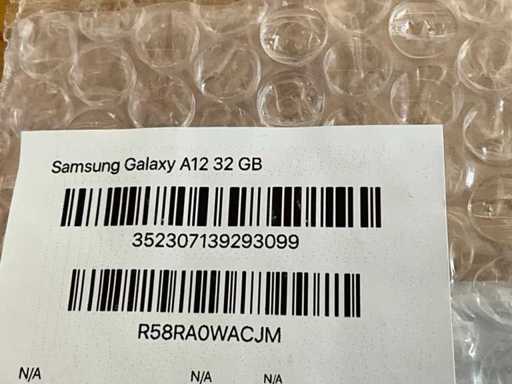 Samsung Galaxy A12 32 GB
352307139293099
R58RA0WACJM
N/A N/A N/A